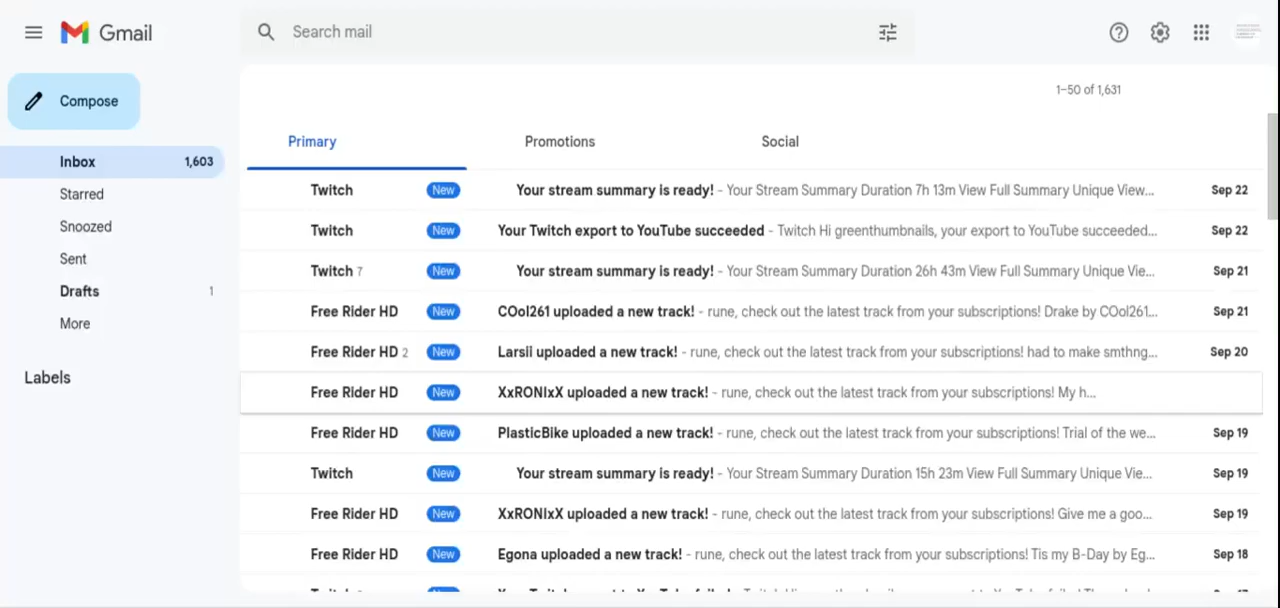 Gmail
Search mail
Compose
1–50 of 1,631
Primary
Promotions
Social
Inbox 1,603
Starred
Snoozed
Sent
Drafts 1
More
Labels
Twitch New Your stream summary is ready! - Your Stream Summary Duration 7h 13m View Full Summary Unique View... Sep 22
Twitch New Your Twitch export to YouTube succeeded - Twitch Hi greenthumbnails, your export to YouTube succeeded... Sep 22
Twitch 7 New Your stream summary is ready! - Your Stream Summary Duration 26h 43m View Full Summary Unique Vie... Sep 21
Free Rider HD New COol261 uploaded a new track! - rune, check out the latest track from your subscriptions! Drake by COol261... Sep 21
Free Rider HD 2 New Larsii uploaded a new track! - rune, check out the latest track from your subscriptions! had to make smthng... Sep 20
Free Rider HD New XxRONIxX uploaded a new track! - rune, check out the latest track from your subscriptions! My h...
Free Rider HD New PlasticBike uploaded a new track! - rune, check out the latest track from your subscriptions! Trial of the we... Sep 19
Twitch New Your stream summary is ready! - Your Stream Summary Duration 15h 23m View Full Summary Unique Vie... Sep 19
Free Rider HD New XxRONIxX uploaded a new track! - rune, check out the latest track from your subscriptions! Give me a goo... Sep 19
Free Rider HD New Egona uploaded a new track! - rune, check out the latest track from your subscriptions! Tis my B-Day by Eg... Sep 18